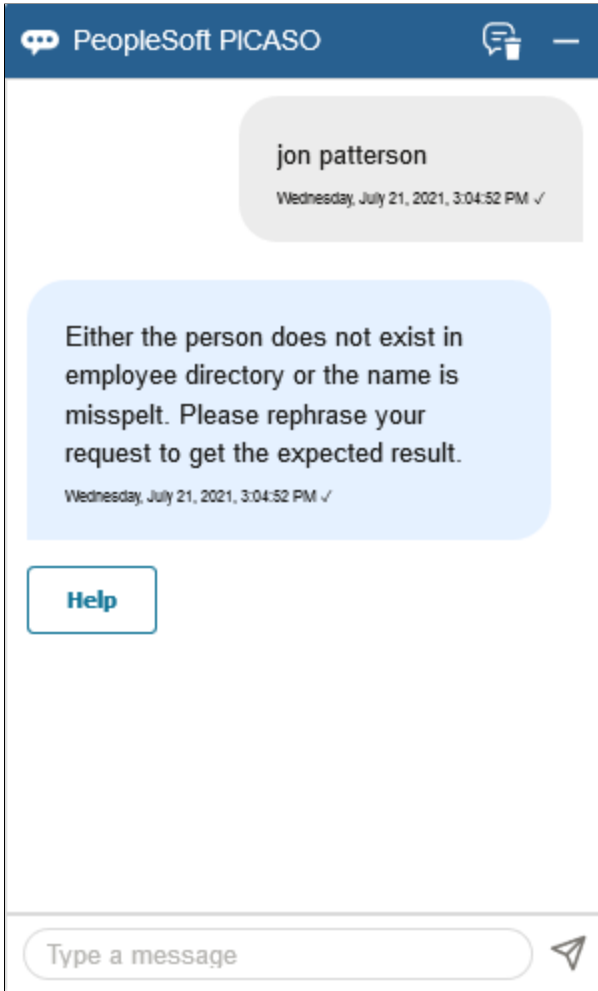 PeopleSoft PICASO
jon patterson
Wednesday, July 21, 2021, 3:04:52 PM ✓
Either the person does not exist in
employee directory or the name is
misspelt. Please rephrase your
request to get the expected result.
Wednesday, July 21, 2021, 3:04:52 PM ✓
Help
Type a message